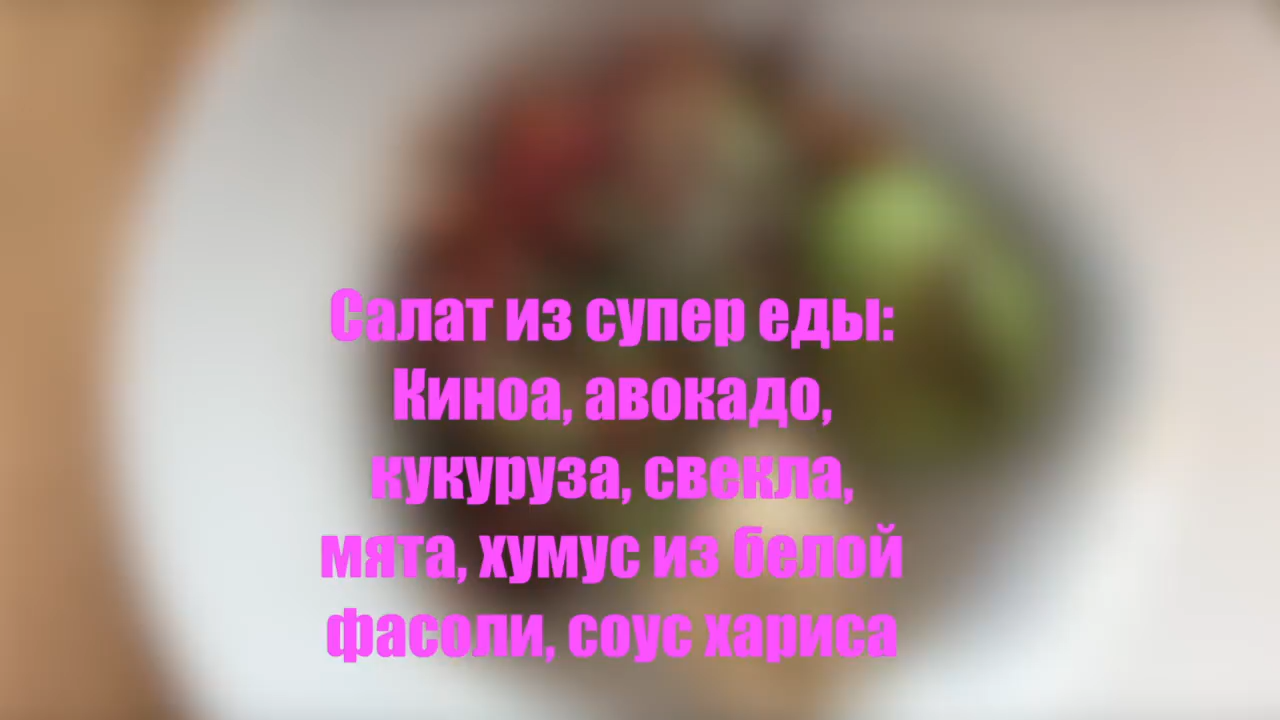 Салат из супер еды:
Киноа, авокадо,
кукуруза, свекла,
мята, хумус из белой
фасоли, соус хариса